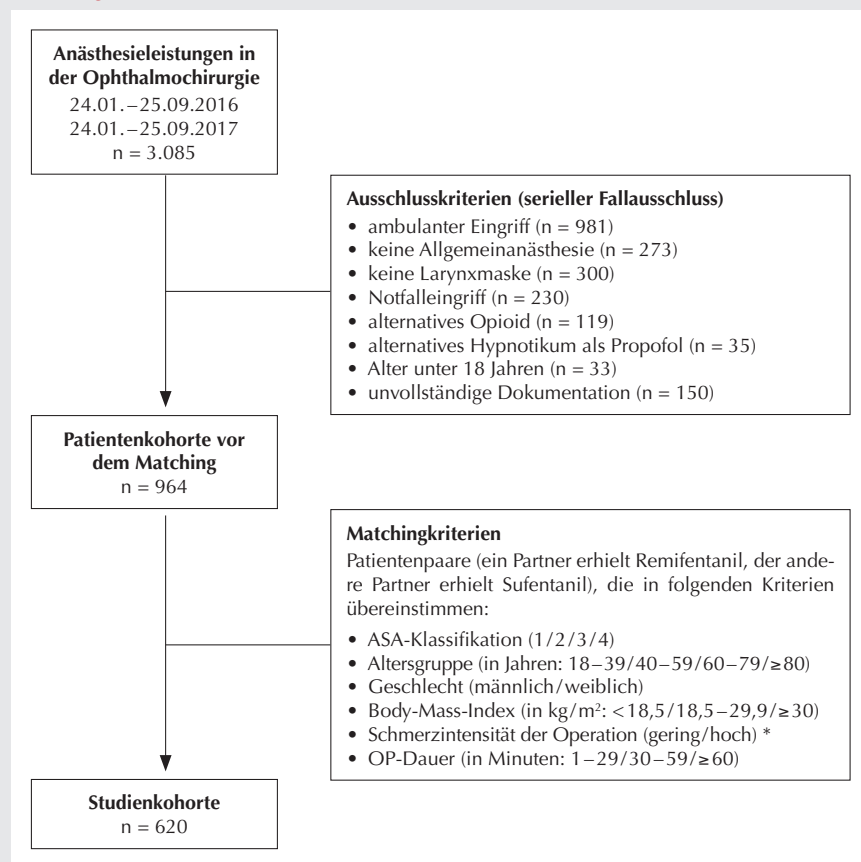 Anästhesieleistungen in
der Ophthalmochirurgie
24.01.–25.09.2016
24.01.–25.09.2017
n = 3.085
Ausschlusskriterien (serieller Fallausschluss)
• ambulanter Eingriff (n = 981)
• keine Allgemeinanästhesie (n = 273)
• keine Larynxmaske (n = 300)
• Notfalleingriff (n = 230)
• alternatives Opioid (n = 119)
• alternatives Hypnotikum als Propofol (n = 35)
• Alter unter 18 Jahren (n = 33)
• unvollständige Dokumentation (n = 150)
Patientenkohorte vor
dem Matching
n = 964
Matchingkriterien
Patientenpaare (ein Partner erhielt Remifentanil, der ande-
re Partner erhielt Sufentanil), die in folgenden Kriterien
übereinstimmen:
• ASA-Klassifikation (1/2/3/4)
• Altersgruppe (in Jahren: 18–39/40–59/60–79/≥80)
• Geschlecht (männlich/weiblich)
• Body-Mass-Index (in kg/m²: <18,5/18,5–29,9/≥30)
• Schmerzintensität der Operation (gering/hoch) *
• OP-Dauer (in Minuten: 1–29/30–59/≥60)
Studienkohorte
n = 620